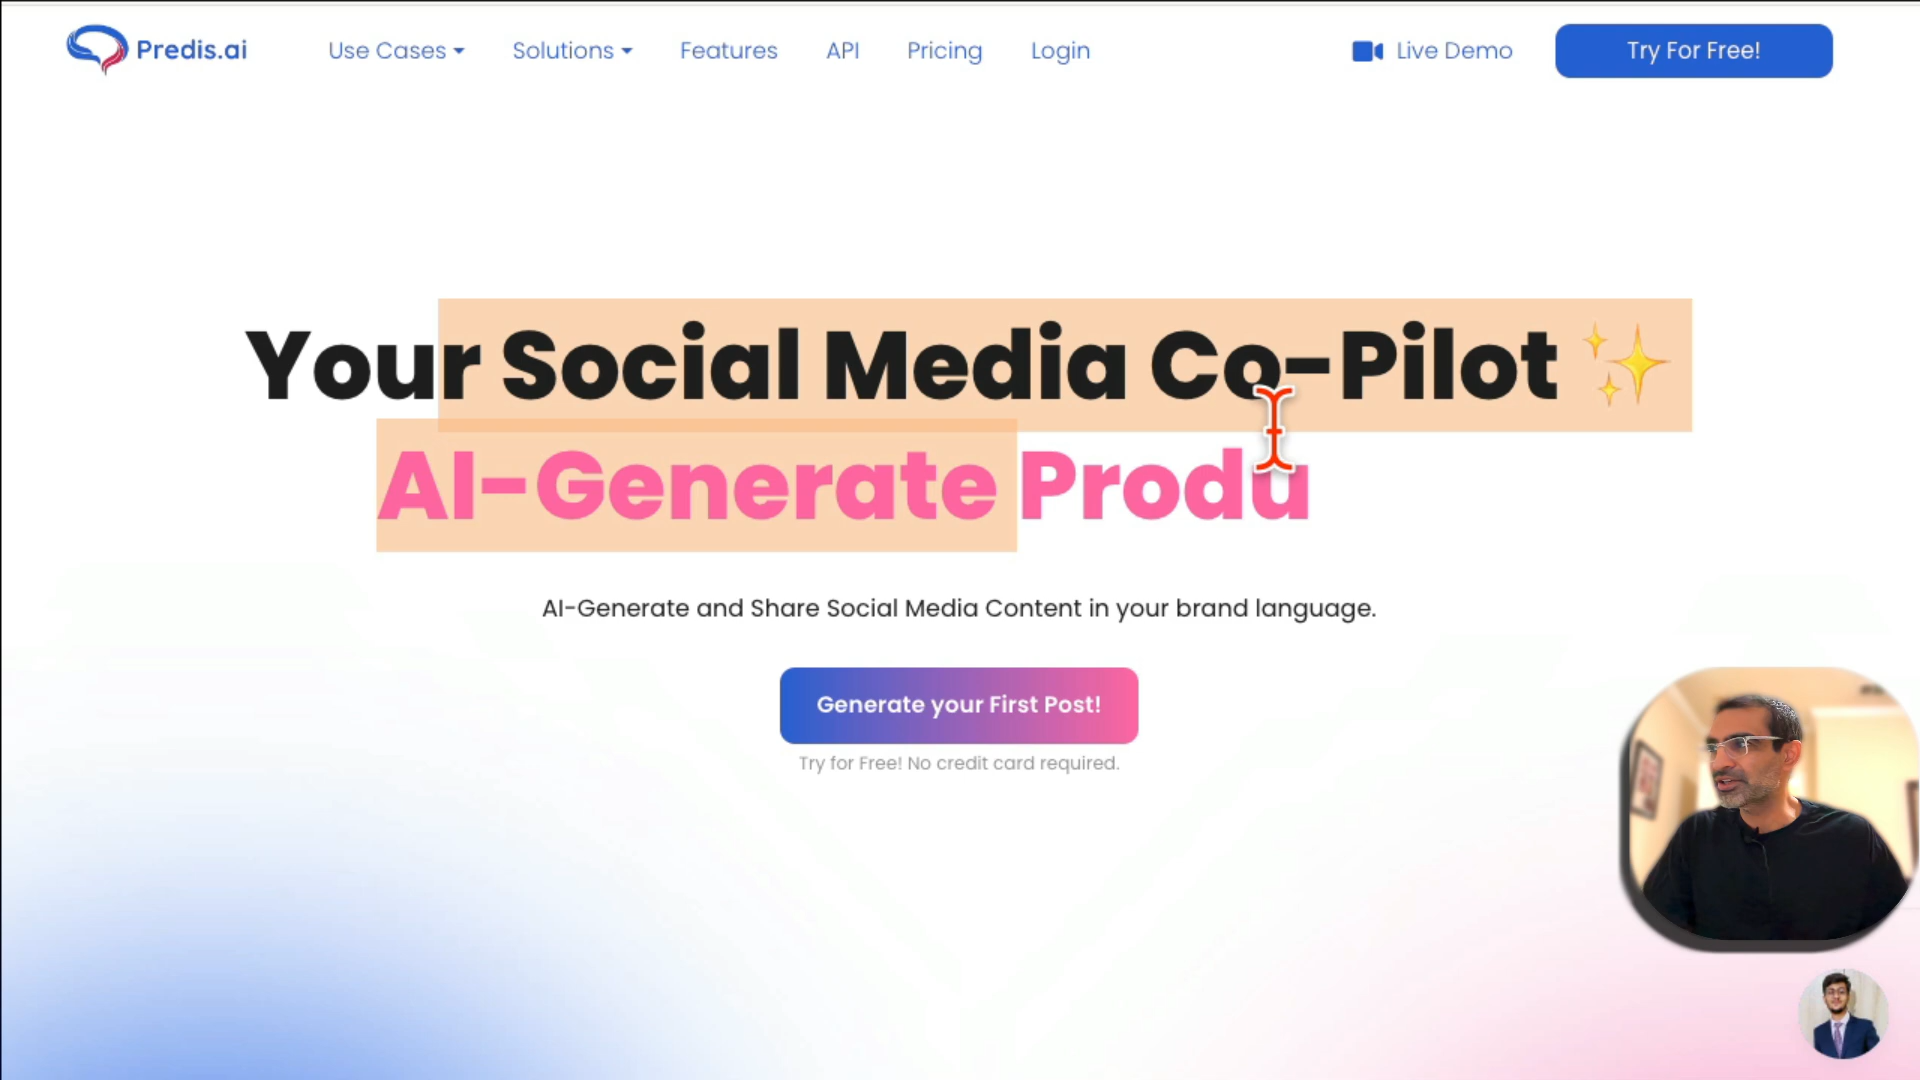 Predis.ai
Use Cases
Solutions
Features
API
Pricing
Login
Live Demo
Try For Free!
Your Social Media Co-Pilot ✨
AI-Generate Produ
AI-Generate and Share Social Media Content in your brand language.
Generate your First Post!
Try for Free! No credit card required.